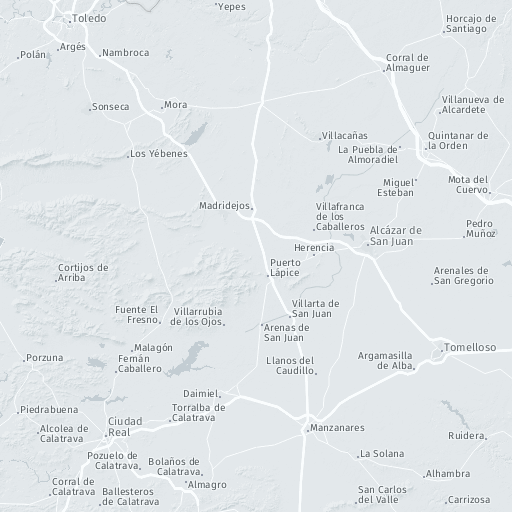 Yepes
Toledo
Horcajo de
Santiago
Argés
Polán
Nambroca
Corral de
Almaguer
Sonseca
Mora
Villanueva de
Alcardete
Villacañas
Quintanar de
la Orden
La Puebla de
Almoradiel
Los Yébenes
Miguel
Esteban
Mota del
Cuervo
Madridejos
Villafranca
de los
Caballeros
Alcázar de
San Juan
Pedro
Muñoz
Herencia
Cortijos de
Arriba
Puerto
Lápice
Arenales de
San Gregorio
Fuente El
Fresno
Villarrubia
de los Ojos
Villarta de
San Juan
Arenas de
San Juan
Malagón
Tomelloso
Porzuna
Fernán
Caballero
Llanos del
Caudillo
Argamasilla
de Alba
Daimiel
Piedrabuena
Torralba de
Calatrava
Ciudad
Real
Alcolea de
Calatrava
Manzanares
Ruidera
Pozuelo de
Calatrava
Bolaños de
Calatrava
La Solana
Alhambra
Corral de
Calatrava
Almagro
Ballesteros
de Calatrava
San Carlos
del Valle
Carrizosa